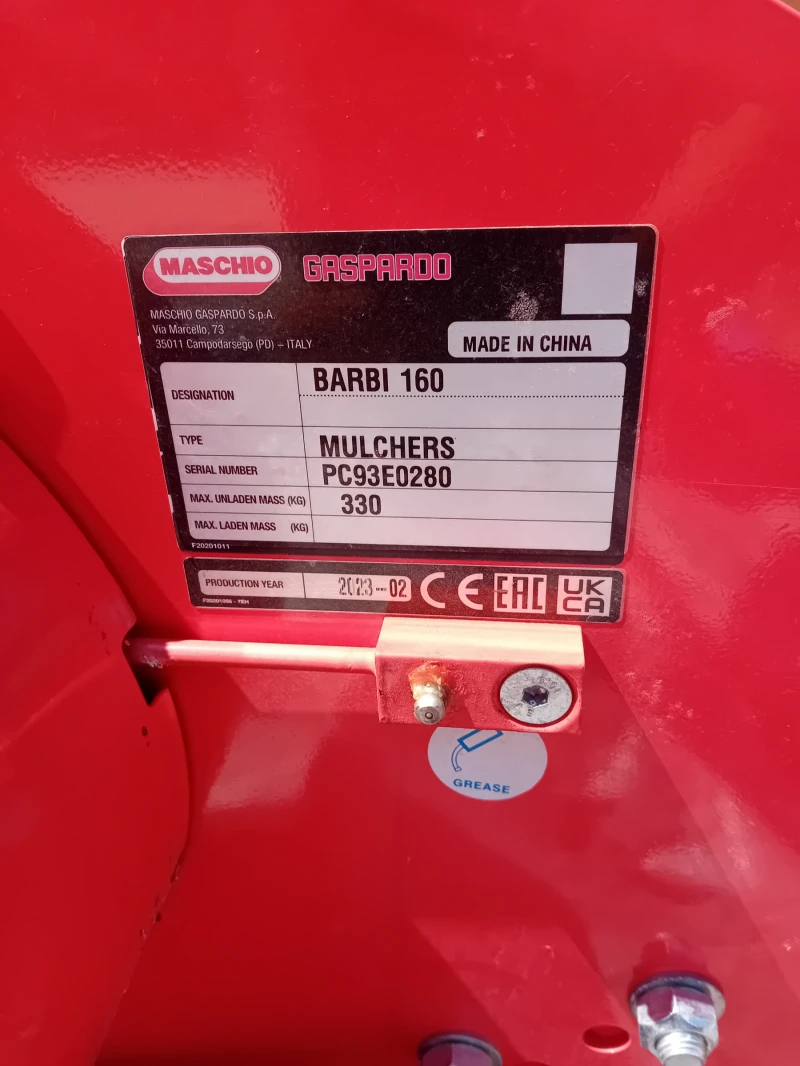 MASCHIO GASPARDO
MASCHIO GASPARDO S.p.A.
Via Marcello, 73
35011 Campodarsego (PD) – ITALY
MADE IN CHINA
DESIGNATION BARBI 160
TYPE MULCHERS
SERIAL NUMBER PC93E0280
MAX. UNLADEN MASS (KG) 330
MAX. LADEN MASS (KG)
F20201011
PRODUCTION YEAR 2023-02 CE EAC UK CA
GREASE